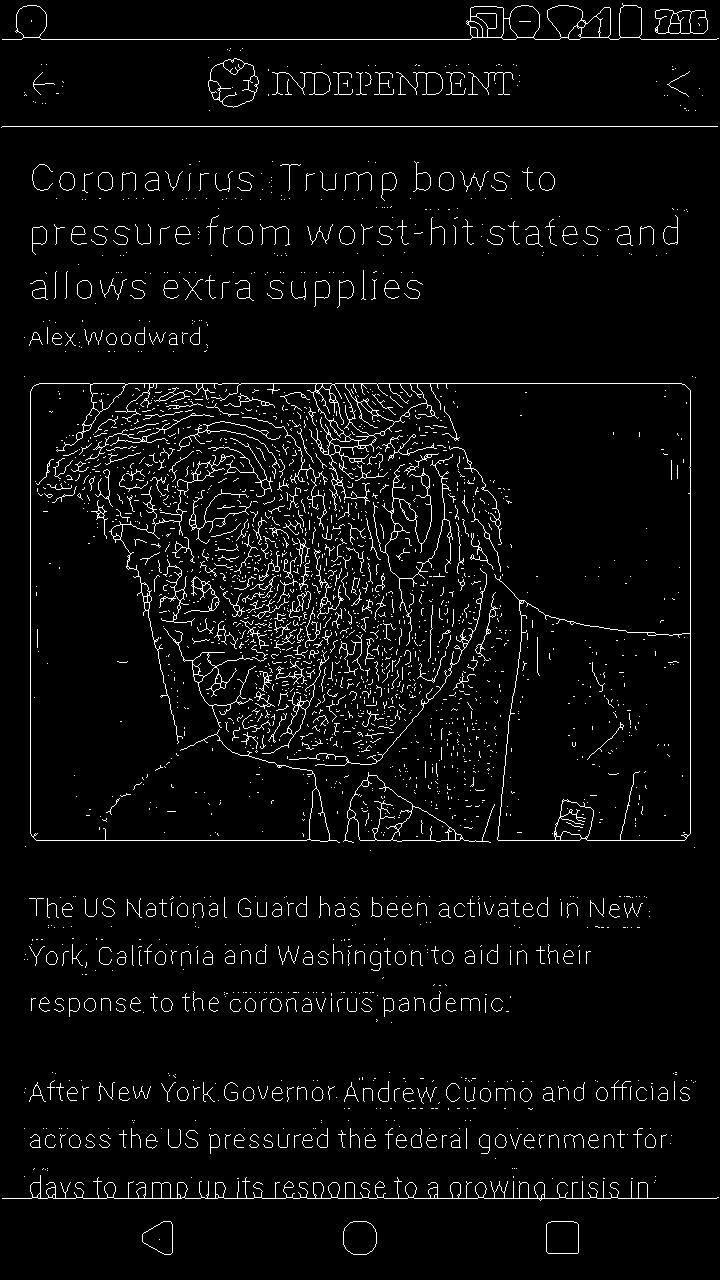 7:16
INDEPENDENT
Coronavirus: Trump bows to
pressure from worst-hit states and
allows extra supplies
Alex Woodward
The US National Guard has been activated in New
York, California and Washington to aid in their
response to the coronavirus pandemic.
After New York Governor Andrew Cuomo and officials
across the US pressured the federal government for
days to ramp up its response to a growing crisis in